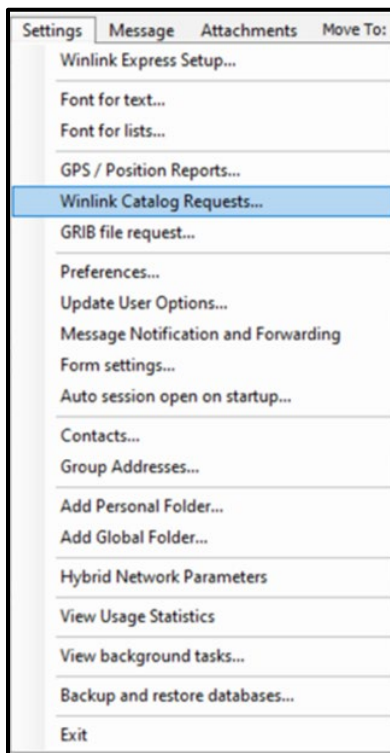 Settings Message Attachments Move To:
Winlink Express Setup...
Font for text...
Font for lists...
GPS / Position Reports...
Winlink Catalog Requests...
GRIB file request...
Preferences...
Update User Options...
Message Notification and Forwarding
Form settings...
Auto session open on startup...
Contacts...
Group Addresses...
Add Personal Folder...
Add Global Folder...
Hybrid Network Parameters
View Usage Statistics
View background tasks...
Backup and restore databases...
Exit